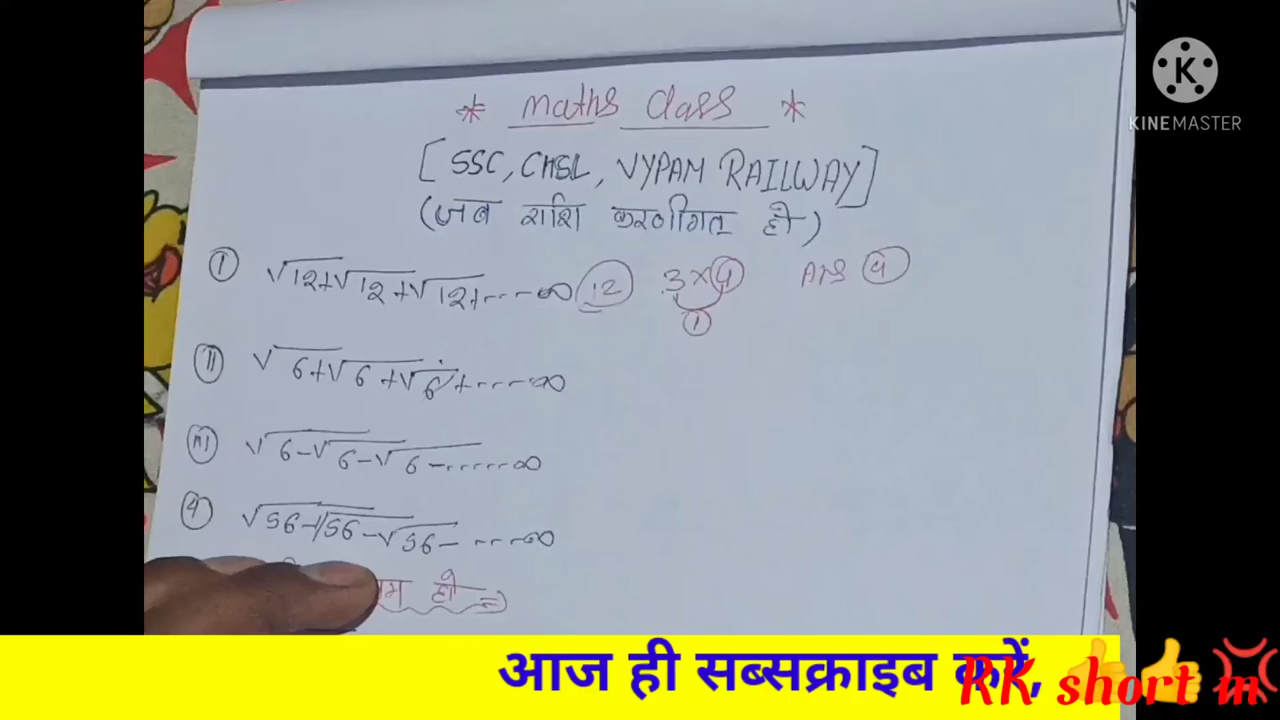 * maths class *
[SSC, CHSL, VYPAM RAILWAY]
(जब राशि करणीगत हो)
(I) √12+√12+√12+----∞ (12) 3×4 Ans (4)
(1)
(II) √6+√6+√6+----∞
(III) √6-√6-√6-------∞
(4) √56-√56-√56-----∞
हो ⇒
K
KINEMASTER
आज ही सब्सक्राइब करें, 👍👍💢
RK short m